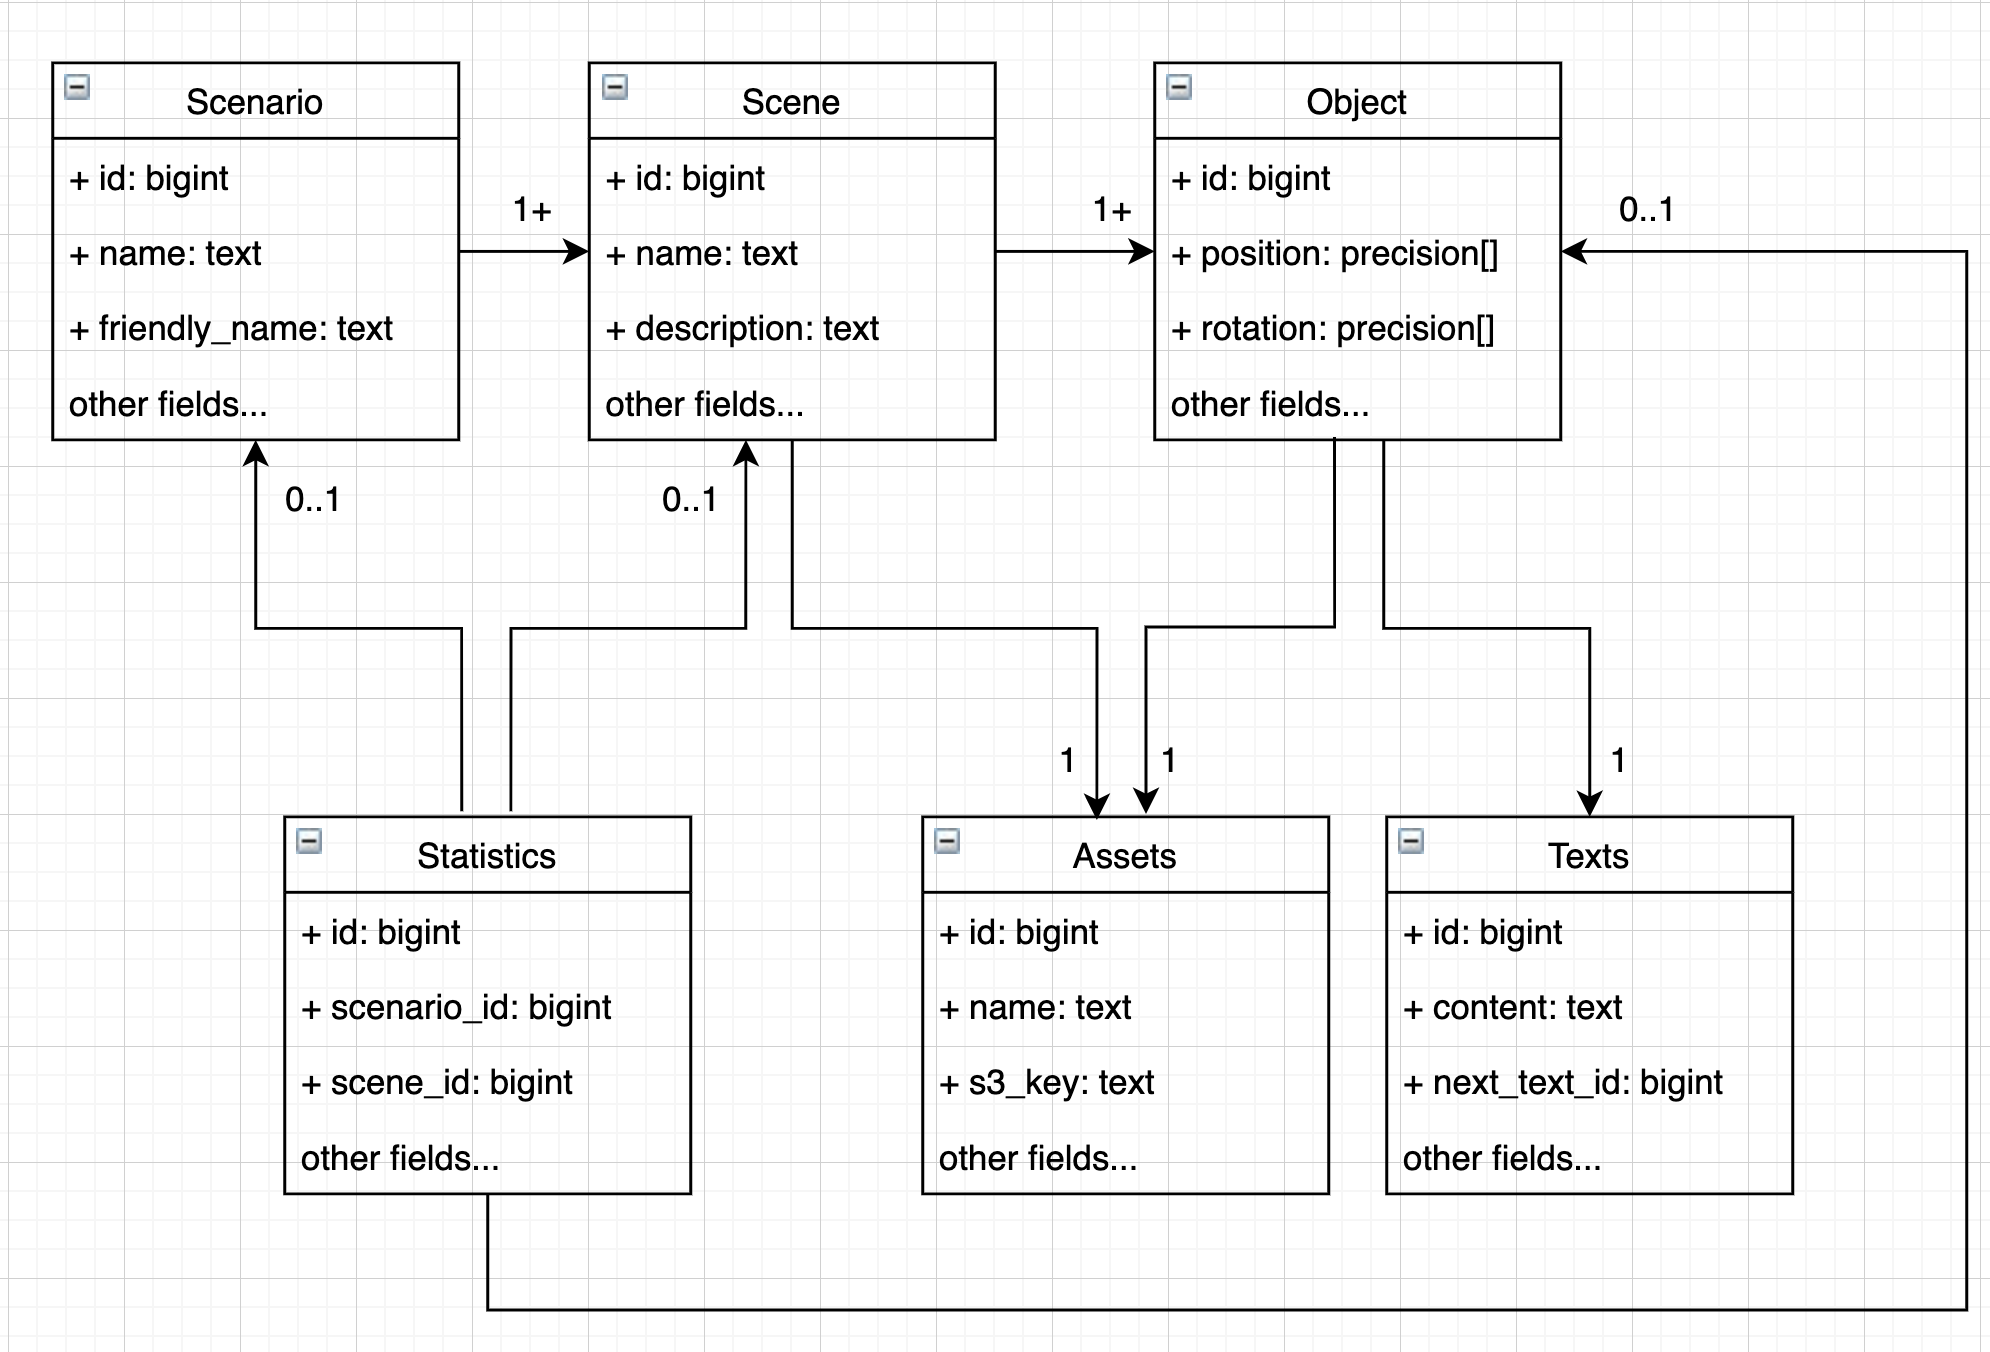 Scenario
+ id: bigint
+ name: text
+ friendly_name: text
other fields...
1+
Scene
+ id: bigint
+ name: text
+ description: text
other fields...
1+
Object
+ id: bigint
+ position: precision[]
+ rotation: precision[]
other fields...
0..1
0..1
0..1
1
1
1
Statistics
+ id: bigint
+ scenario_id: bigint
+ scene_id: bigint
other fields...
Assets
+ id: bigint
+ name: text
+ s3_key: text
other fields...
Texts
+ id: bigint
+ content: text
+ next_text_id: bigint
other fields...